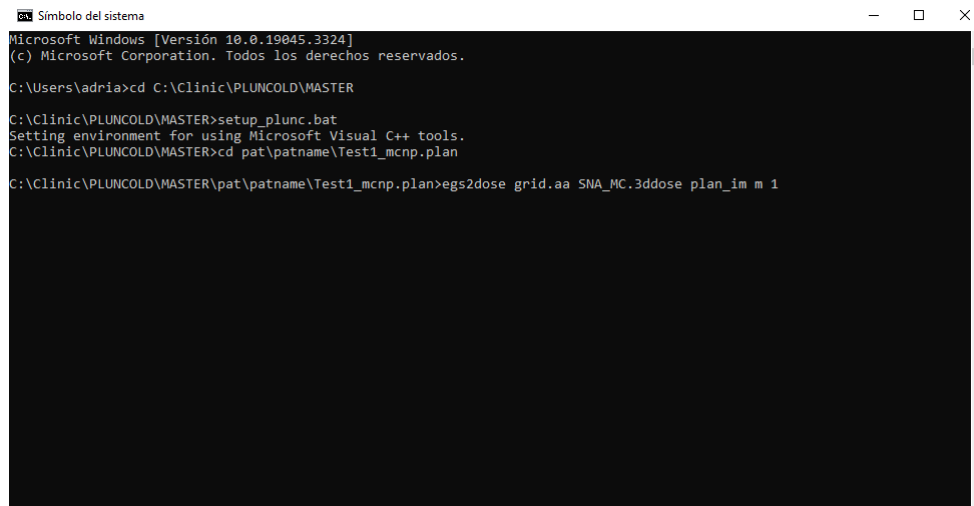 Símbolo del sistema
Microsoft Windows [Versión 10.0.19045.3324]
(c) Microsoft Corporation. Todos los derechos reservados.
C:\Users\adria>cd C:\Clinic\PLUNCOLD\MASTER
C:\Clinic\PLUNCOLD\MASTER>setup_plunc.bat
Setting environment for using Microsoft Visual C++ tools.
C:\Clinic\PLUNCOLD\MASTER>cd pat\patname\Test1_mcnp.plan
C:\Clinic\PLUNCOLD\MASTER\pat\patname\Test1_mcnp.plan>egs2dose grid.aa SNA_MC.3ddose plan_im m 1